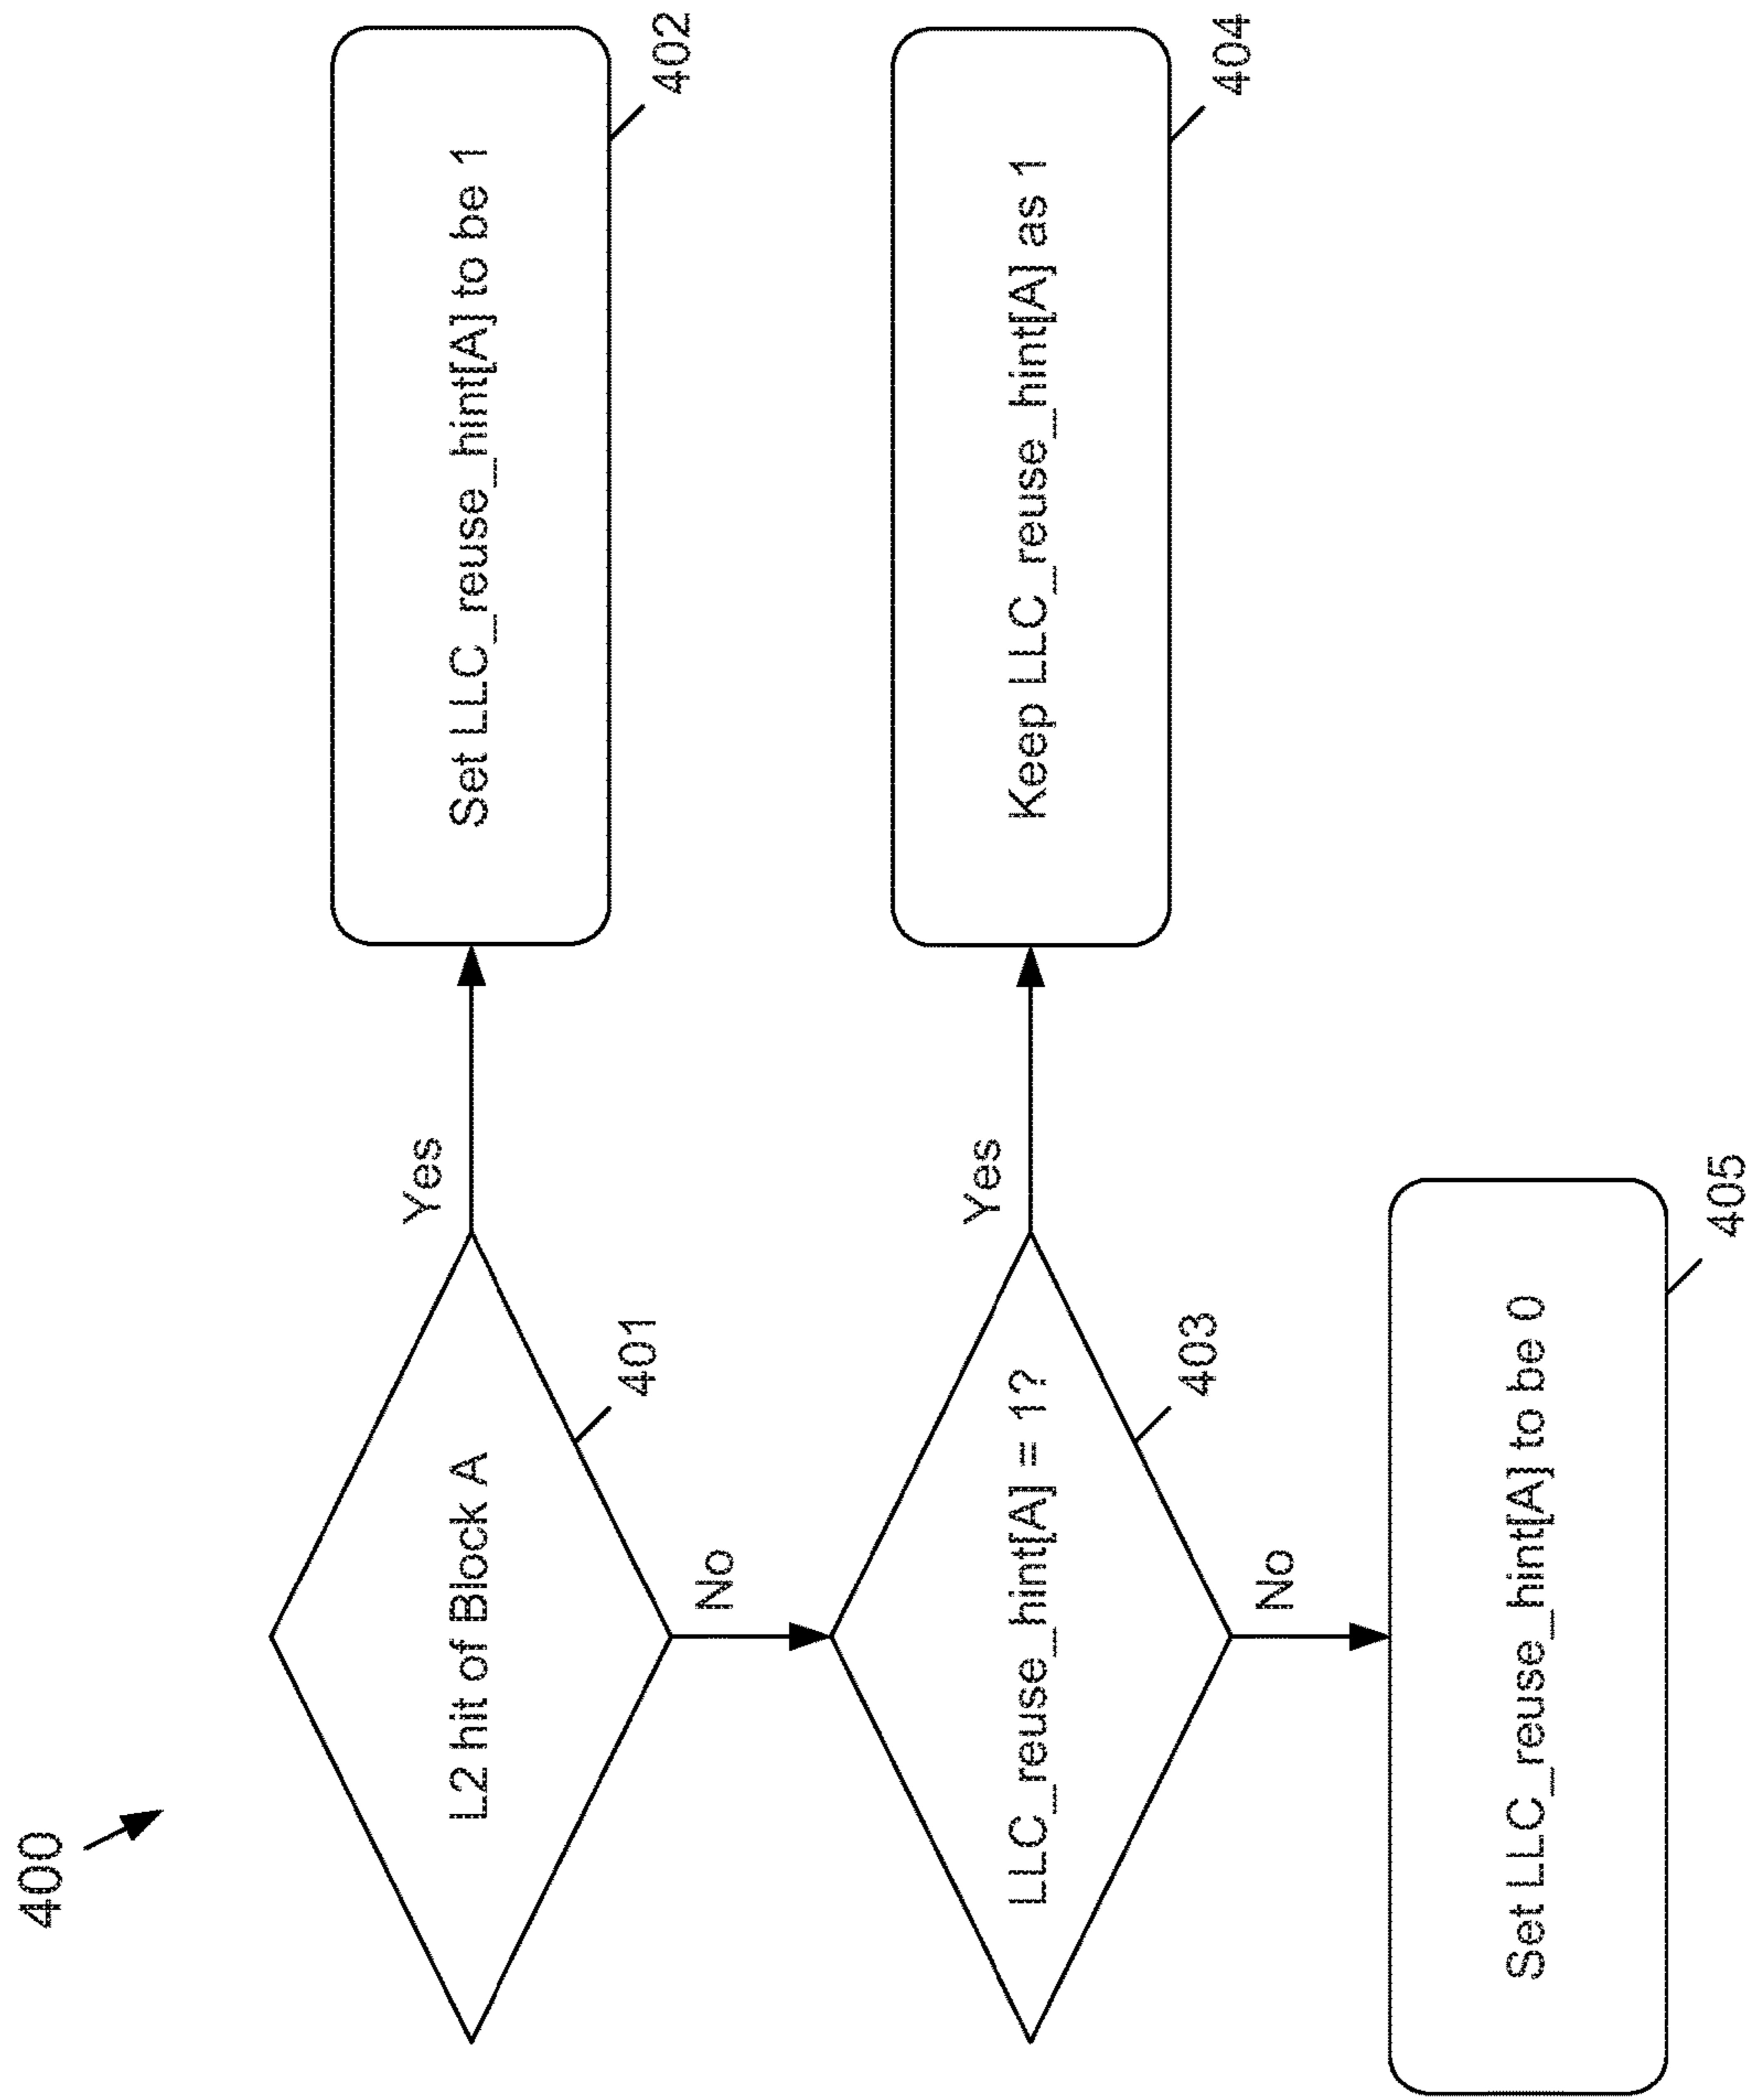 400
L2 hit of Block A
401
Yes
Set LLC_reuse_hint[A] to be 1
402
No
LLC_reuse_hint[A] = 1?
403
Yes
Keep LLC_reuse_hint[A] as 1
404
No
Set LLC_reuse_hint[A] to be 0
405